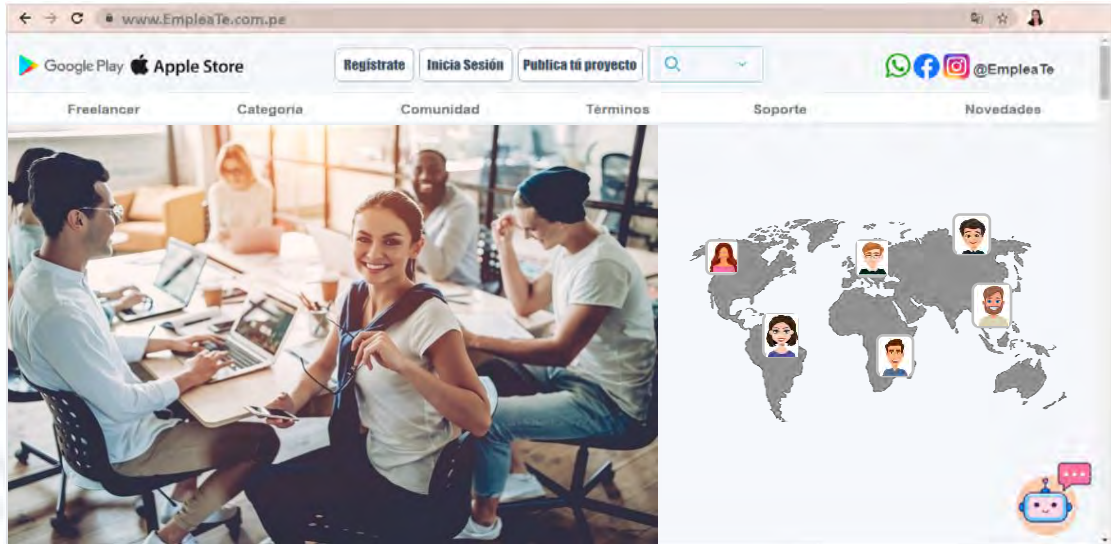 www.EmpleaTe.com.pe
Google Play Apple Store Regístrate Inicia Sesión Publica tú proyecto @EmpleaTe
Freelancer Categoría Comunidad Términos Soporte Novedades